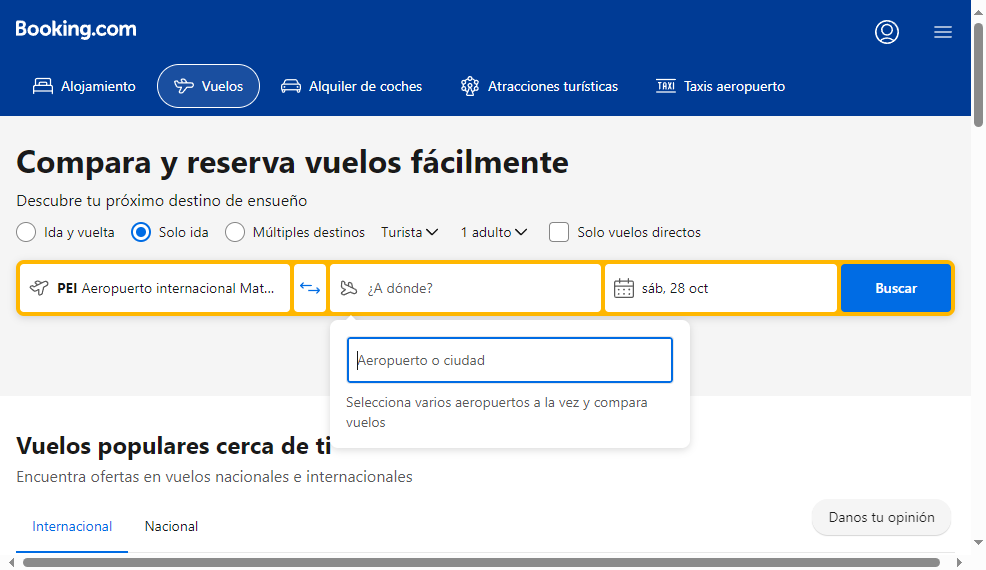 Booking.com
Alojamiento
Vuelos
Alquiler de coches
Atracciones turísticas
TAXI
Taxis aeropuerto
Compara y reserva vuelos fácilmente
Descubre tu próximo destino de ensueño
Ida y vuelta
Solo ida
Múltiples destinos
Turista
1 adulto
Solo vuelos directos
PEI Aeropuerto internacional Mat...
¿A dónde?
sáb, 28 oct
Buscar
Aeropuerto o ciudad
Selecciona varios aeropuertos a la vez y compara
vuelos
Vuelos populares cerca de ti
Encuentra ofertas en vuelos nacionales e internacionales
Internacional
Nacional
Danos tu opinión